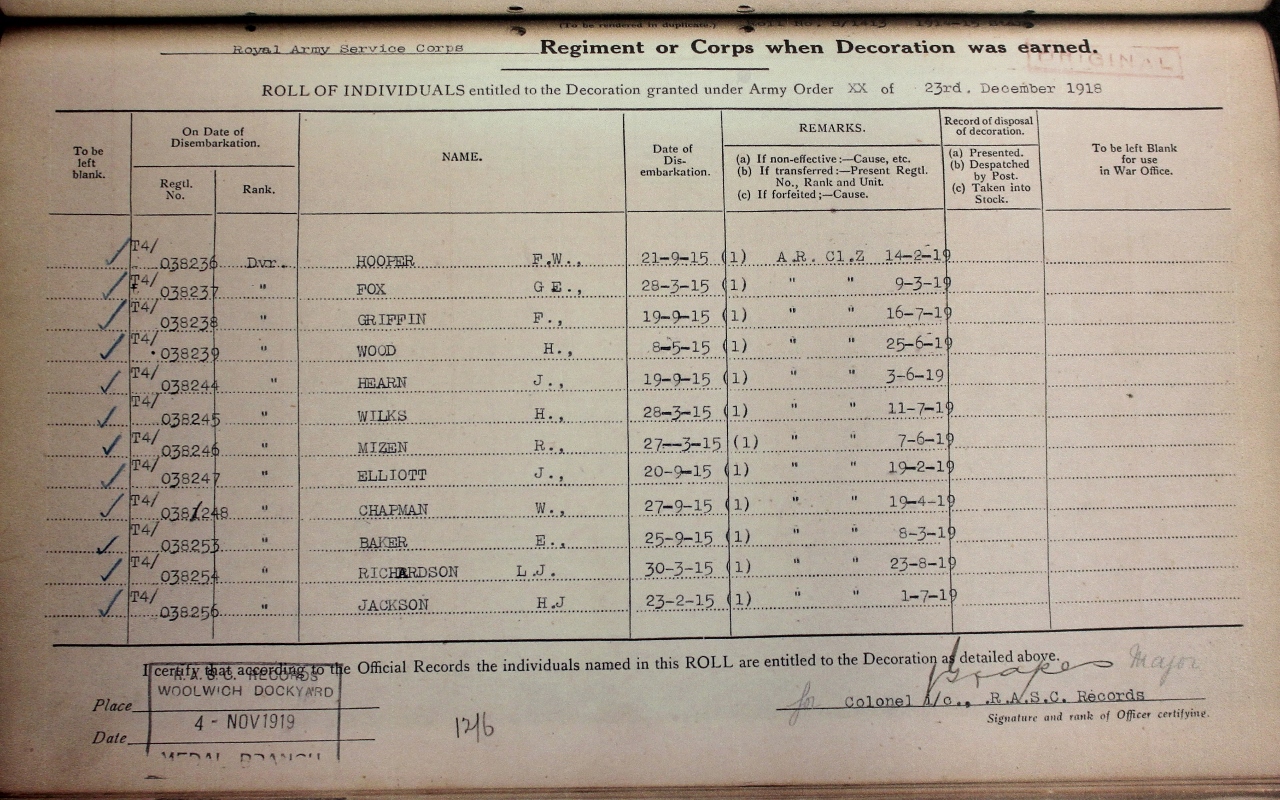 (To be rendered in duplicate.)
Royal Army Service Corps Regiment or Corps when Decoration was earned.
ORIGINAL
ROLL OF INDIVIDUALS entitled to the Decoration granted under Army Order XX of 23rd. December 1918
To be left blank.
On Date of Disembarkation.
Regtl. No.
Rank.
NAME.
Date of Dis-embarkation.
REMARKS.
(a) If non-effective:—Cause, etc.
(b) If transferred:—Present Regtl. No., Rank and Unit.
(c) If forfeited;—Cause.
Record of disposal of decoration.
(a) Presented.
(b) Despatched by Post.
(c) Taken into Stock.
To be left Blank for use in War Office.
T4/ 038236 Dvr. HOOPER F.W., 21-9-15 (1) A.R. Cl.Z 14-2-19
T4/ 038237 " FOX G E., 28-3-15 (1) " " 9-3-19
T4/ 038238 " GRIFFIN F., 19-9-15 (1) " " 16-7-19
T4/ 038239 " WOOD H., 8-5-15 (1) " " 25-6-19
T4/ 038244 " HEARN J., 19-9-15 (1) " " 3-6-19
T4/ 038245 " WILKS H., 28-3-15 (1) " " 11-7-19
T4/ 038246 " MIZEN R., 27--3-15 (1) " " 7-6-19
T4/ 038247 " ELLIOTT J., 20-9-15 (1) " " 19-2-19
T4/ 038/248 " CHAPMAN W., 27-9-15 (1) " " 19-4-19
T4/ 038253 " BAKER E., 25-9-15 (1) " " 8-3-19
T4/ 038254 " RICHARDSON L.J. 30-3-15 (1) " " 23-8-19
T4/ 038256 " JACKSON H.J 23-2-15 (1) " " 1-7-19
I certify that according to the Official Records the individuals named in this ROLL are entitled to the Decoration as detailed above.
R.A.S.C. RECORDS
WOOLWICH DOCKYARD
4 - NOV 1919
MEDAL BRANCH
Place
Date
12/6
Major
for Colonel i/c., R.A.S.C. Records
Signature and rank of Officer certifying.